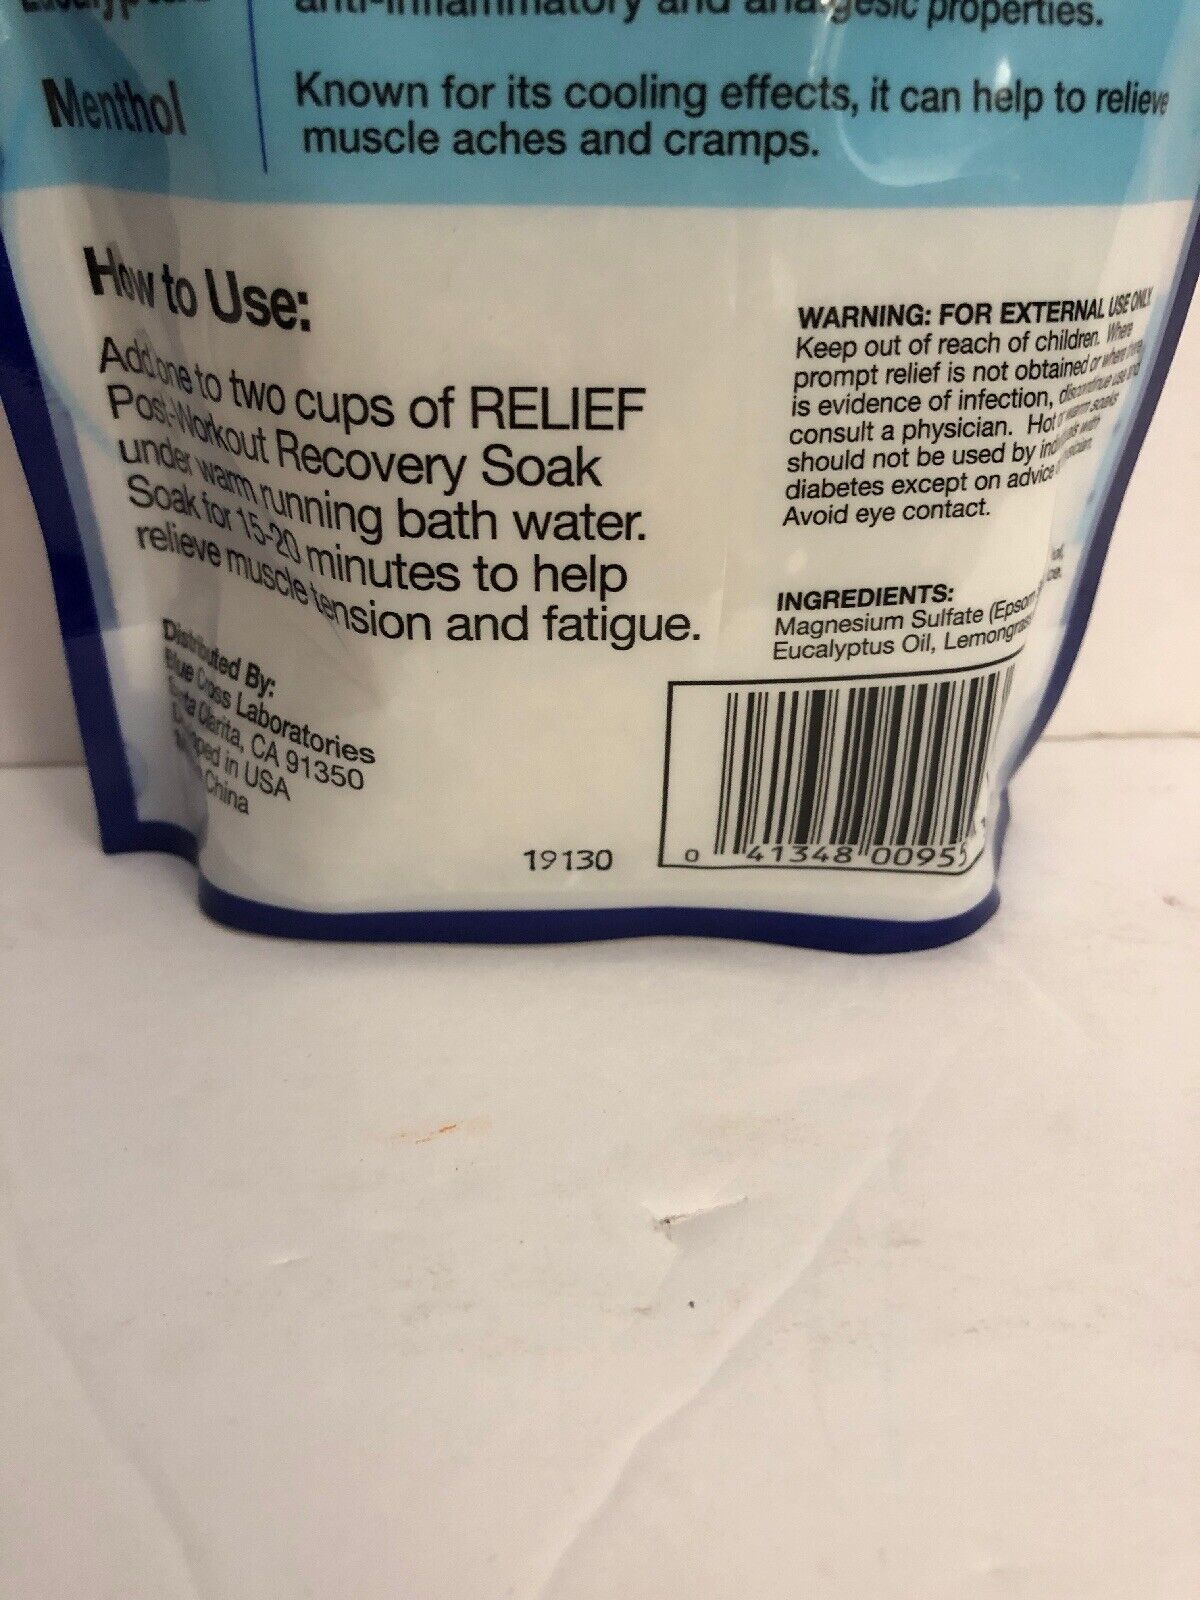 anti-inflammatory and analgesic properties.
Menthol
Known for its cooling effects, it can help to relieve
muscle aches and cramps.
How to Use:
Add one to two cups of RELIEF
Post-Workout Recovery Soak
under warm running bath water.
Soak for 15-20 minutes to help
relieve muscle tension and fatigue.
Distributed By:
Blue Cross Laboratories
Santa Clarita, CA 91350
in USA
China
19130
WARNING: FOR EXTERNAL USE ONLY
Keep out of reach of children. Where
prompt relief is not obtained or where there
is evidence of infection, discontinue use and
consult a physician. Hot or warm soaks
should not be used by individuals with
diabetes except on advice
Avoid eye contact.
INGREDIENTS:
Magnesium Sulfate (Epsom
Eucalyptus Oil, Lemongrass
0 41348 00955